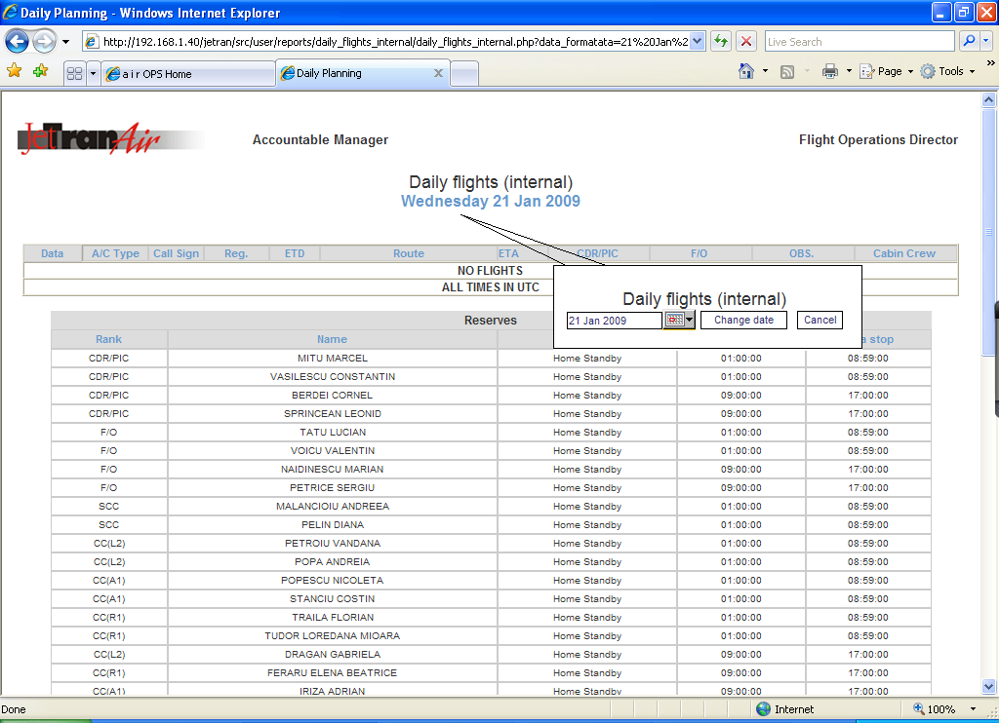 Daily Planning - Windows Internet Explorer
http://192.168.1.40/jetran/src/user/reports/daily_flights_internal/daily_flights_internal.php?data_formatata=21%20Jan%2
Live Search
a i r OPS Home
Daily Planning
Page
Tools
JetTranAir
Accountable Manager
Flight Operations Director
Daily flights (internal)
Wednesday 21 Jan 2009
Data A/C Type Call Sign Reg. ETD Route ETA CDR/PIC F/O OBS. Cabin Crew
NO FLIGHTS
ALL TIMES IN UTC
Daily flights (internal)
21 Jan 2009 Change date Cancel
Reserves
Rank Name a stop
CDR/PIC MITU MARCEL Home Standby 01:00:00 08:59:00
CDR/PIC VASILESCU CONSTANTIN Home Standby 01:00:00 08:59:00
CDR/PIC BERDEI CORNEL Home Standby 09:00:00 17:00:00
CDR/PIC SPRINCEAN LEONID Home Standby 09:00:00 17:00:00
F/O TATU LUCIAN Home Standby 01:00:00 08:59:00
F/O VOICU VALENTIN Home Standby 01:00:00 08:59:00
F/O NAIDINESCU MARIAN Home Standby 09:00:00 17:00:00
F/O PETRICE SERGIU Home Standby 09:00:00 17:00:00
SCC MALANCIOIU ANDREEA Home Standby 01:00:00 08:59:00
SCC PELIN DIANA Home Standby 01:00:00 08:59:00
CC(L2) PETROIU VANDANA Home Standby 01:00:00 08:59:00
CC(L2) POPA ANDREIA Home Standby 01:00:00 08:59:00
CC(A1) POPESCU NICOLETA Home Standby 01:00:00 08:59:00
CC(A1) STANCIU COSTIN Home Standby 01:00:00 08:59:00
CC(R1) TRAILA FLORIAN Home Standby 01:00:00 08:59:00
CC(R1) TUDOR LOREDANA MIOARA Home Standby 01:00:00 08:59:00
CC(L2) DRAGAN GABRIELA Home Standby 09:00:00 17:00:00
CC(R1) FERARU ELENA BEATRICE Home Standby 09:00:00 17:00:00
CC(A1) IRIZA ADRIAN Home Standby 09:00:00 17:00:00
Done
Internet
100%